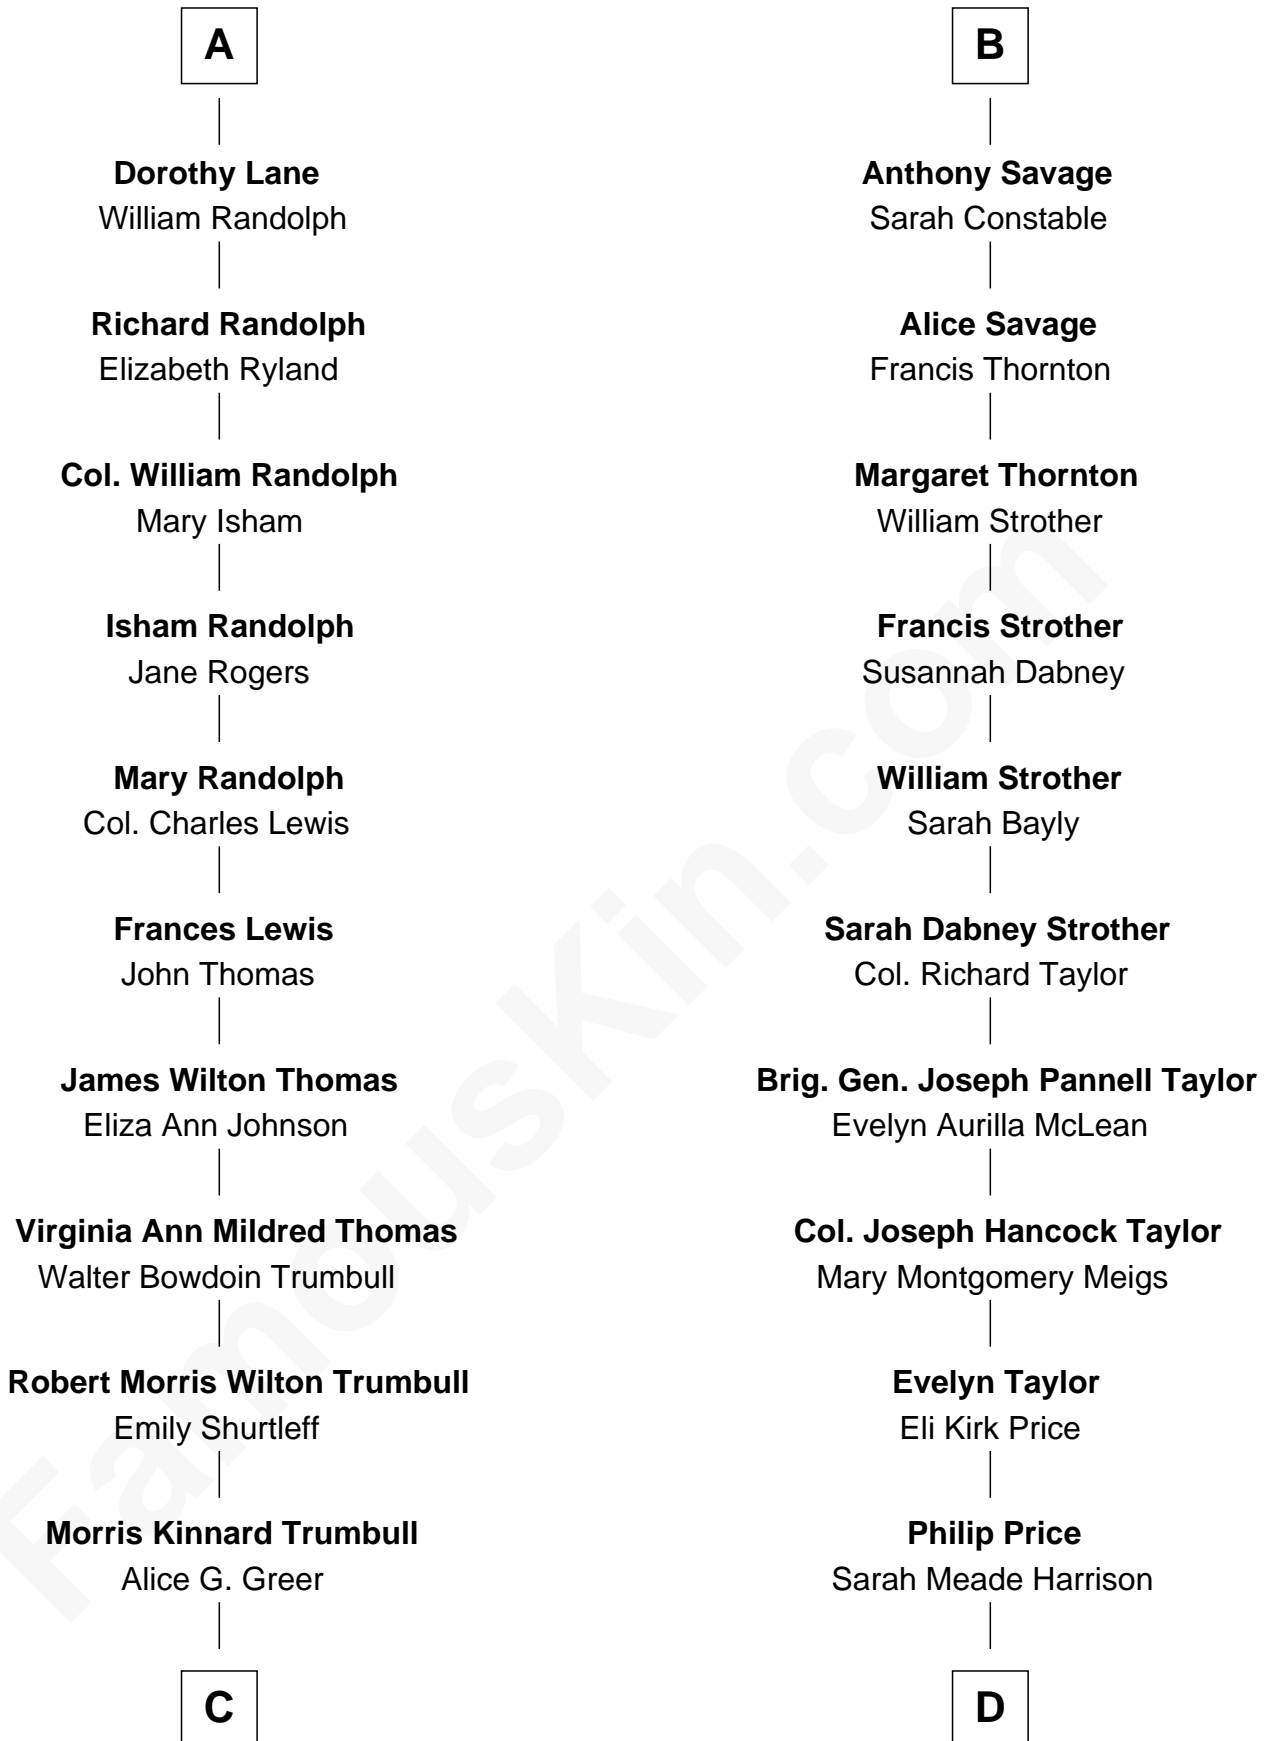 A
Dorothy Lane
William Randolph
Richard Randolph
Elizabeth Ryland
Col. William Randolph
Mary Isham
Isham Randolph
Jane Rogers
Mary Randolph
Col. Charles Lewis
Frances Lewis
John Thomas
James Wilton Thomas
Eliza Ann Johnson
Virginia Ann Mildred Thomas
Walter Bowdoin Trumbull
Robert Morris Wilton Trumbull
Emily Shurtleff
Morris Kinnard Trumbull
Alice G. Greer
C
B
Anthony Savage
Sarah Constable
Alice Savage
Francis Thornton
Margaret Thornton
William Strother
Francis Strother
Susannah Dabney
William Strother
Sarah Bayly
Sarah Dabney Strother
Col. Richard Taylor
Brig. Gen. Joseph Pannell Taylor
Evelyn Aurilla McLean
Col. Joseph Hancock Taylor
Mary Montgomery Meigs
Evelyn Taylor
Eli Kirk Price
Philip Price
Sarah Meade Harrison
D
FamousKin.com